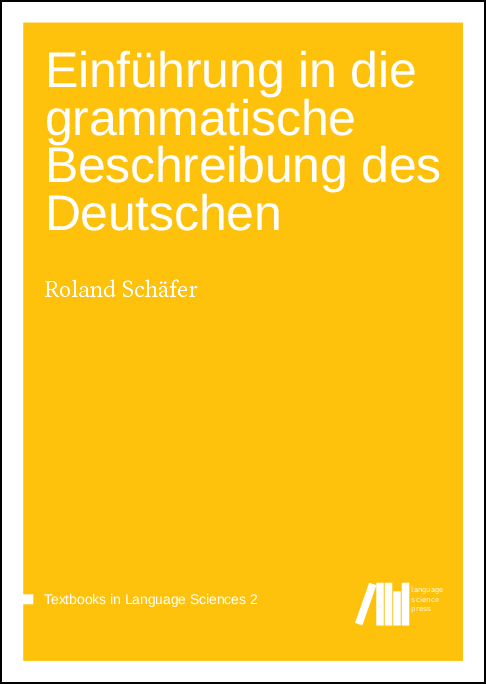 Einführung in die
grammatische
Beschreibung des
Deutschen
Roland Schäfer
Textbooks in Language Sciences 2
language
science
press